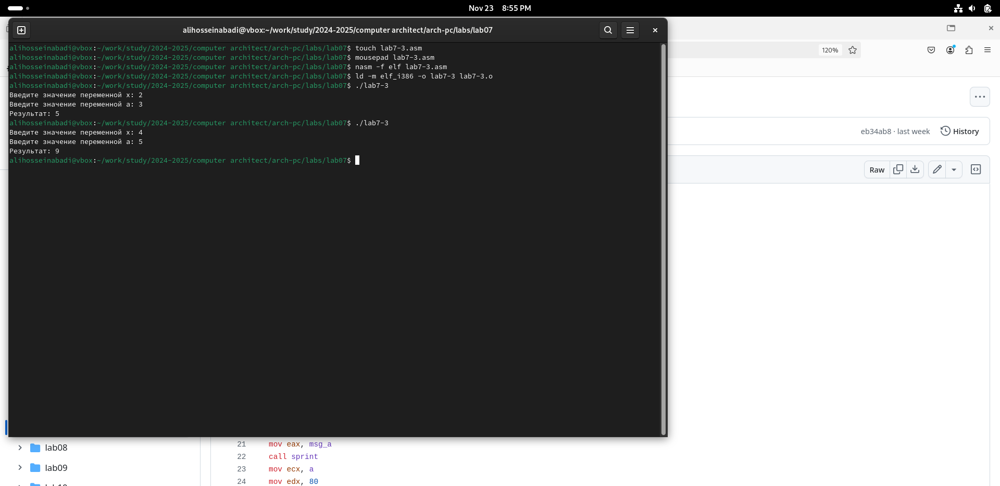 Nov 23 8:55 PM
alihosseinabadi@vbox:~/work/study/2024-2025/computer architect/arch-pc/labs/lab07
alihosseinabadi@vbox:~/work/study/2024-2025/computer architect/arch-pc/labs/lab07$ touch lab7-3.asm
alihosseinabadi@vbox:~/work/study/2024-2025/computer architect/arch-pc/labs/lab07$ mousepad lab7-3.asm
alihosseinabadi@vbox:~/work/study/2024-2025/computer architect/arch-pc/labs/lab07$ nasm -f elf lab7-3.asm
alihosseinabadi@vbox:~/work/study/2024-2025/computer architect/arch-pc/labs/lab07$ ld -m elf_i386 -o lab7-3 lab7-3.o
alihosseinabadi@vbox:~/work/study/2024-2025/computer architect/arch-pc/labs/lab07$ ./lab7-3
Введите значение переменной x: 2
Введите значение переменной a: 3
Результат: 5
alihosseinabadi@vbox:~/work/study/2024-2025/computer architect/arch-pc/labs/lab07$ ./lab7-3
Введите значение переменной x: 4
Введите значение переменной a: 5
Результат: 9
alihosseinabadi@vbox:~/work/study/2024-2025/computer architect/arch-pc/labs/lab07$
120%
eb34ab8 · last week History
Raw
21 mov eax, msg_a
22 call sprint
23 mov ecx, a
24 mov edx, 80
lab08
lab09